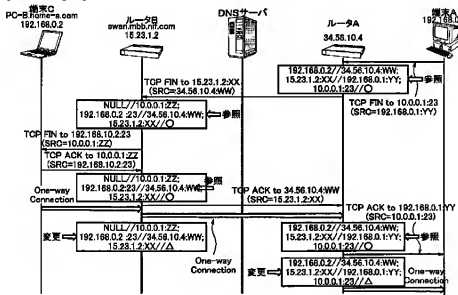 端末C
PC-B.home-a.com
192.168.0.2
ルータB
swan.mbb.nif.com
15.23.1.2
DNSサーバ
ルータA
34.56.10.4
端末A
TCP FIN to 15.23.1.2:XX
(SRC=34.56.10.4:WW)
192.168.0.2//34.56.10.4:WW;
15.23.1.2:XX//192.168.0.1:YY;
10.0.0.1:23//○
参照
TCP FIN to 10.0.0.1:23
(SRC=192.168.0.1:YY)
NULL//10.0.0.1:ZZ;
192.168.0.2 :23//34.56.10.4:WW;
15.23.1.2:XX//○
参照
TCP FIN to 192.168.10.2:23
(SRC=10.0.0.1:ZZ)
TCP ACK to 10.0.0.1:ZZ
(SRC=192.168.10.2:23)
NULL//10.0.0.1:ZZ;
192.168.0.2:23//34.56.10.4:WW;
15.23.1.2:XX//○
参照
One-way
Connection
TCP ACK to 34.56.10.4:WW
(SRC=15.23.1.2:XX)
TCP ACK to 192.168.0.1:YY
(SRC=10.0.0.1:23)
変更
NULL//10.0.0.1:ZZ;
192.168.0.2 :23//34.56.10.4:WW;
15.23.1.2:XX//△
192.168.0.2//34.56.10.4:WW;
15.23.1.2:XX//192.168.0.1:YY;
10.0.0.1:23//○
参照
One-way
Connection
変更
192.168.0.2//34.56.10.4:WW;
15.23.1.2:XX//192.168.0.1:YY;
10.0.0.1:23//△
One-way
Connection